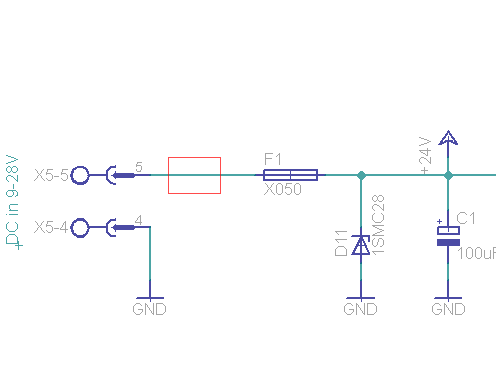 +24V
5
F1
X5-5
X050
DC in 9-28V
+
4
X5-4
D11
1SMC28
+
C1
100uF
GND
GND
GND